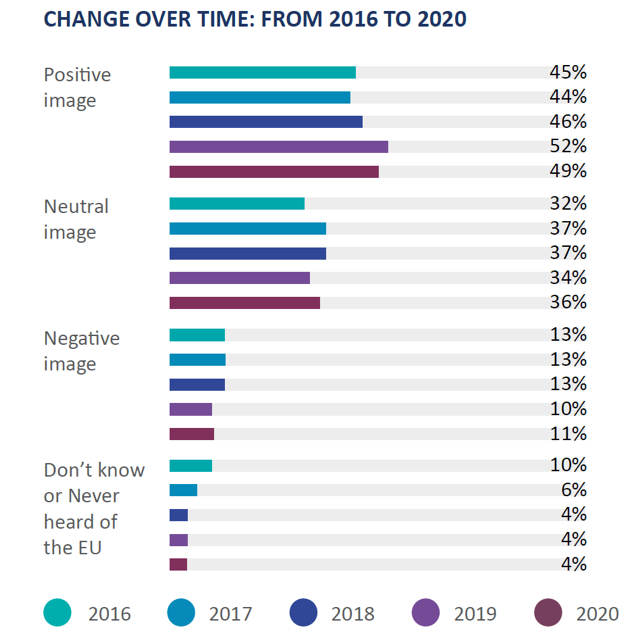 CHANGE OVER TIME: FROM 2016 TO 2020
Positive
image
45%
44%
46%
52%
49%
Neutral
image
32%
37%
37%
34%
36%
Negative
image
13%
13%
13%
10%
11%
Don’t know
or Never
heard of
the EU
10%
6%
4%
4%
4%
2016 2017 2018 2019 2020